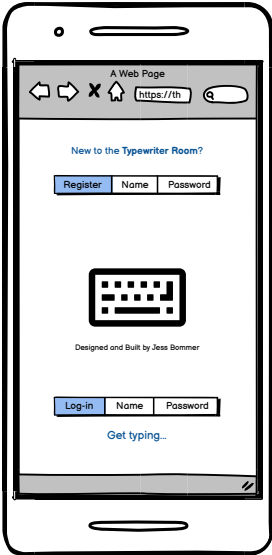 A Web Page
https://th
New to the Typewriter Room?
Register Name Password
Designed and Built by Jess Bommer
Log-in Name Password
Get typing...